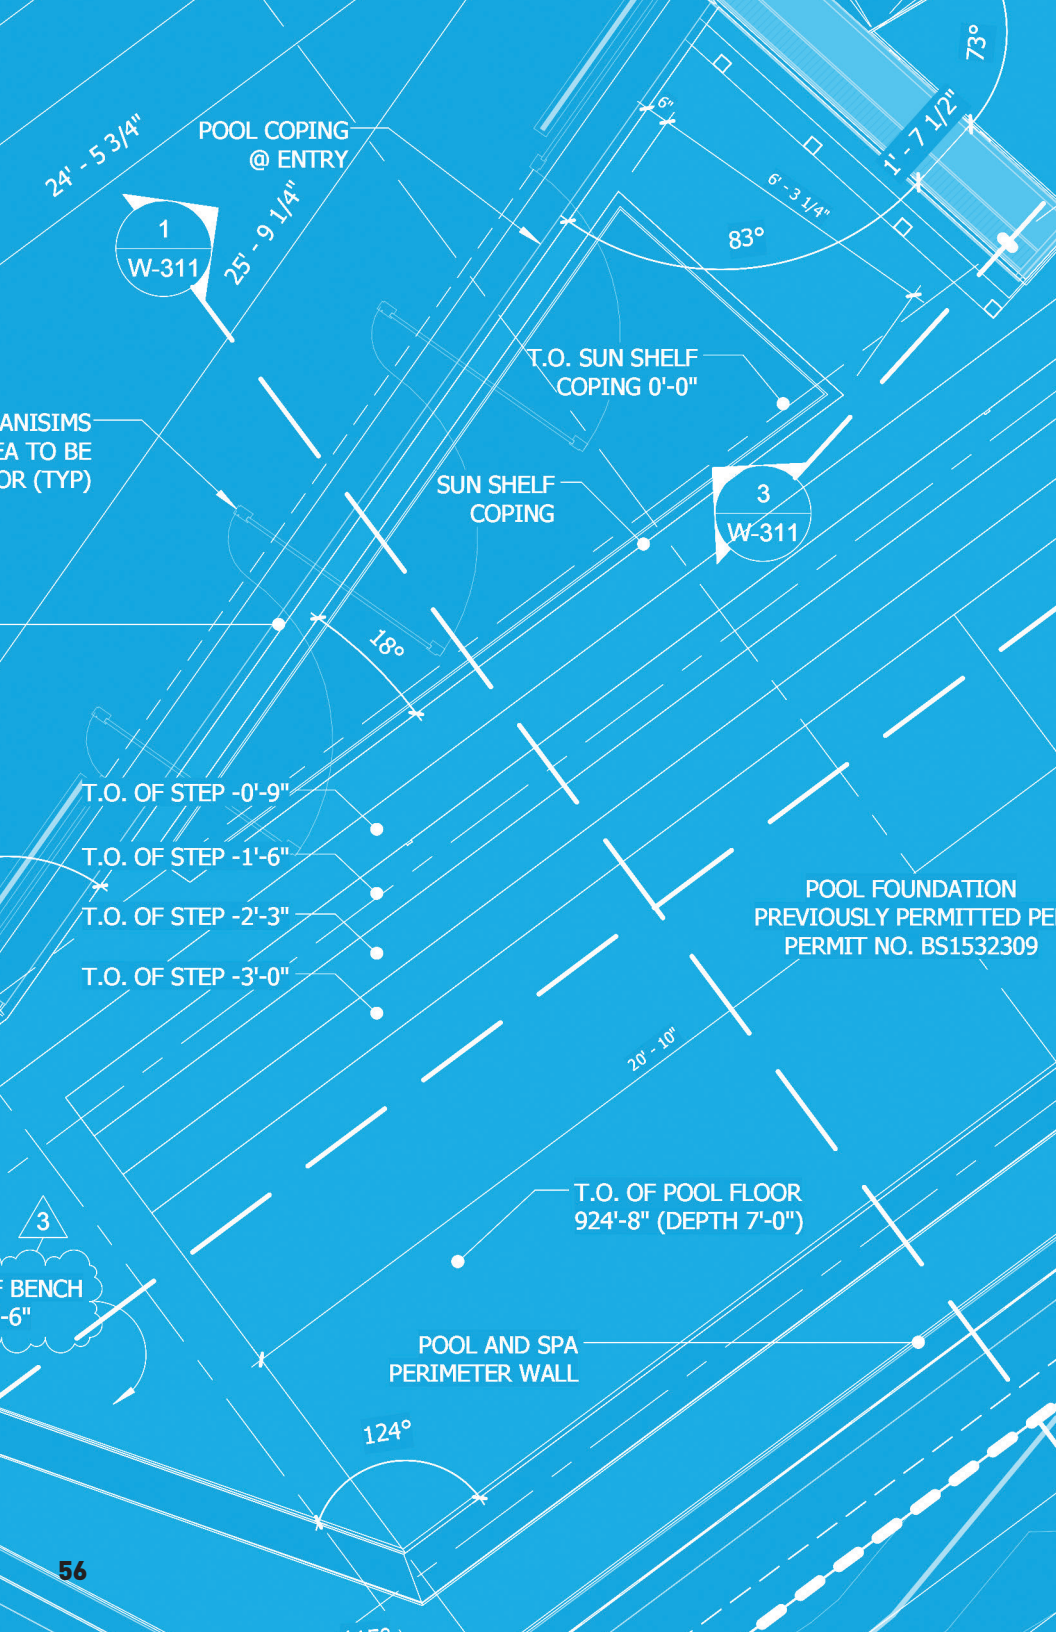 73°
24' - 5 3/4"
POOL COPING
@ ENTRY
6"
1' - 7 1/2"
6' - 3 1/4"
1
W-311
25' - 9 1/4"
83°
T.O. SUN SHELF
COPING 0'-0"
ANISIMS
EA TO BE
OR (TYP)
SUN SHELF
COPING
3
W-311
18°
T.O. OF STEP -0'-9"
T.O. OF STEP -1'-6"
T.O. OF STEP -2'-3"
T.O. OF STEP -3'-0"
POOL FOUNDATION
PREVIOUSLY PERMITTED PE
PERMIT NO. BS1532309
20' - 10"
T.O. OF POOL FLOOR
924'-8" (DEPTH 7'-0")
3
F BENCH
-6"
POOL AND SPA
PERIMETER WALL
124°
56